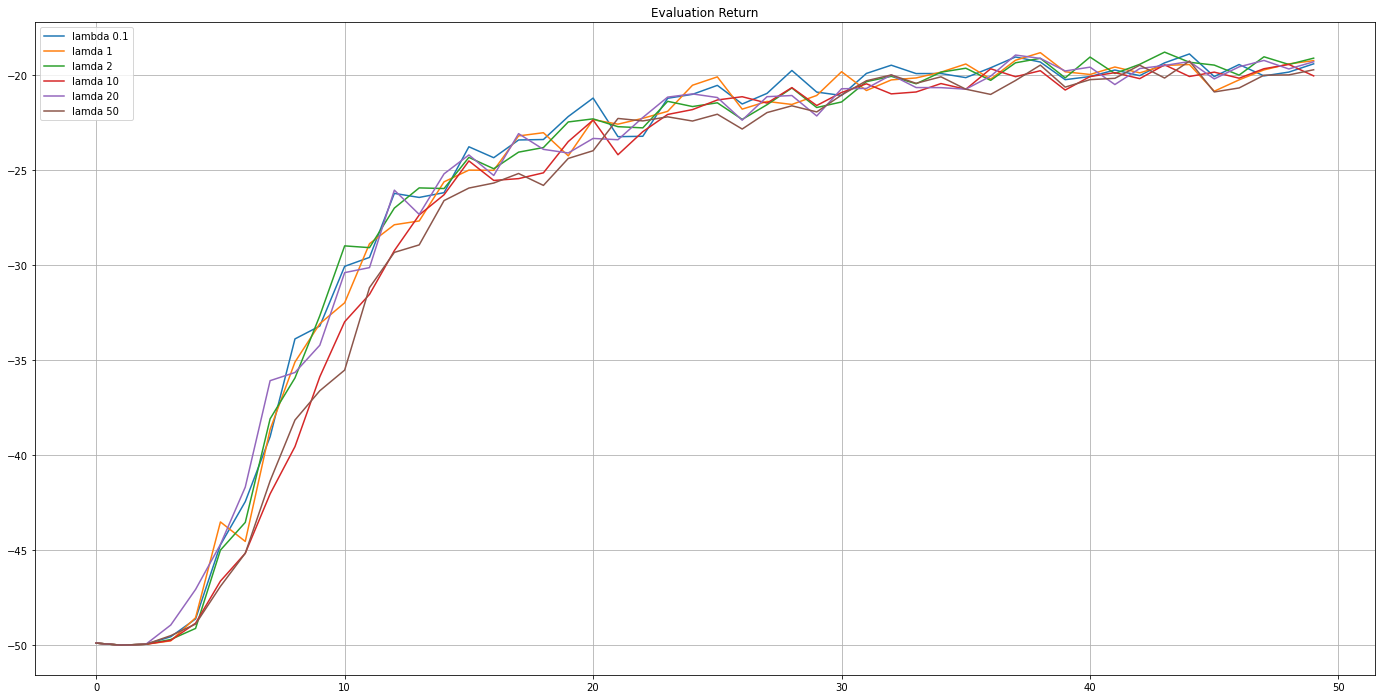 Evaluation Return
lambda 0.1
lamda 1
lamda 2
lamda 10
lamda 20
lamda 50
−20
−25
−30
−35
−40
−45
−50
0 10 20 30 40 50